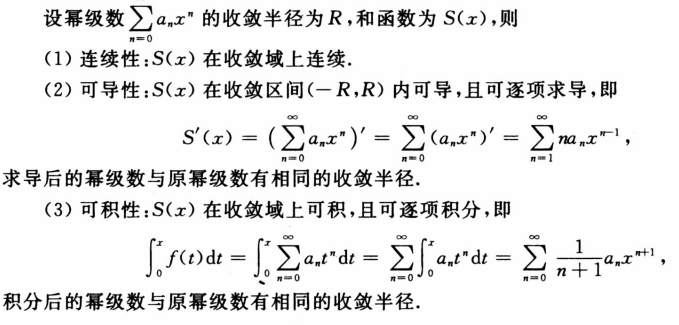 设幂级数 $\sum_{n=0}^{\infty} a_n x^n$ 的收敛半径为 R,和函数为 S(x),则
(1) 连续性:S(x) 在收敛域上连续.
(2) 可导性:S(x) 在收敛区间(-R,R) 内可导,且可逐项求导,即
$S'(x) = \left(\sum_{n=0}^{\infty} a_n x^n\right)' = \sum_{n=0}^{\infty} (a_n x^n)' = \sum_{n=1}^{\infty} n a_n x^{n-1},$
求导后的幂级数与原幂级数有相同的收敛半径.
(3) 可积性:S(x) 在收敛域上可积,且可逐项积分,即
$\int_0^x f(t) \mathrm{d}t = \int_0^x \sum_{n=0}^{\infty} a_n t^n \mathrm{d}t = \sum_{n=0}^{\infty} \int_0^x a_n t^n \mathrm{d}t = \sum_{n=0}^{\infty} \frac{1}{n+1} a_n x^{n+1},$
积分后的幂级数与原幂级数有相同的收敛半径.